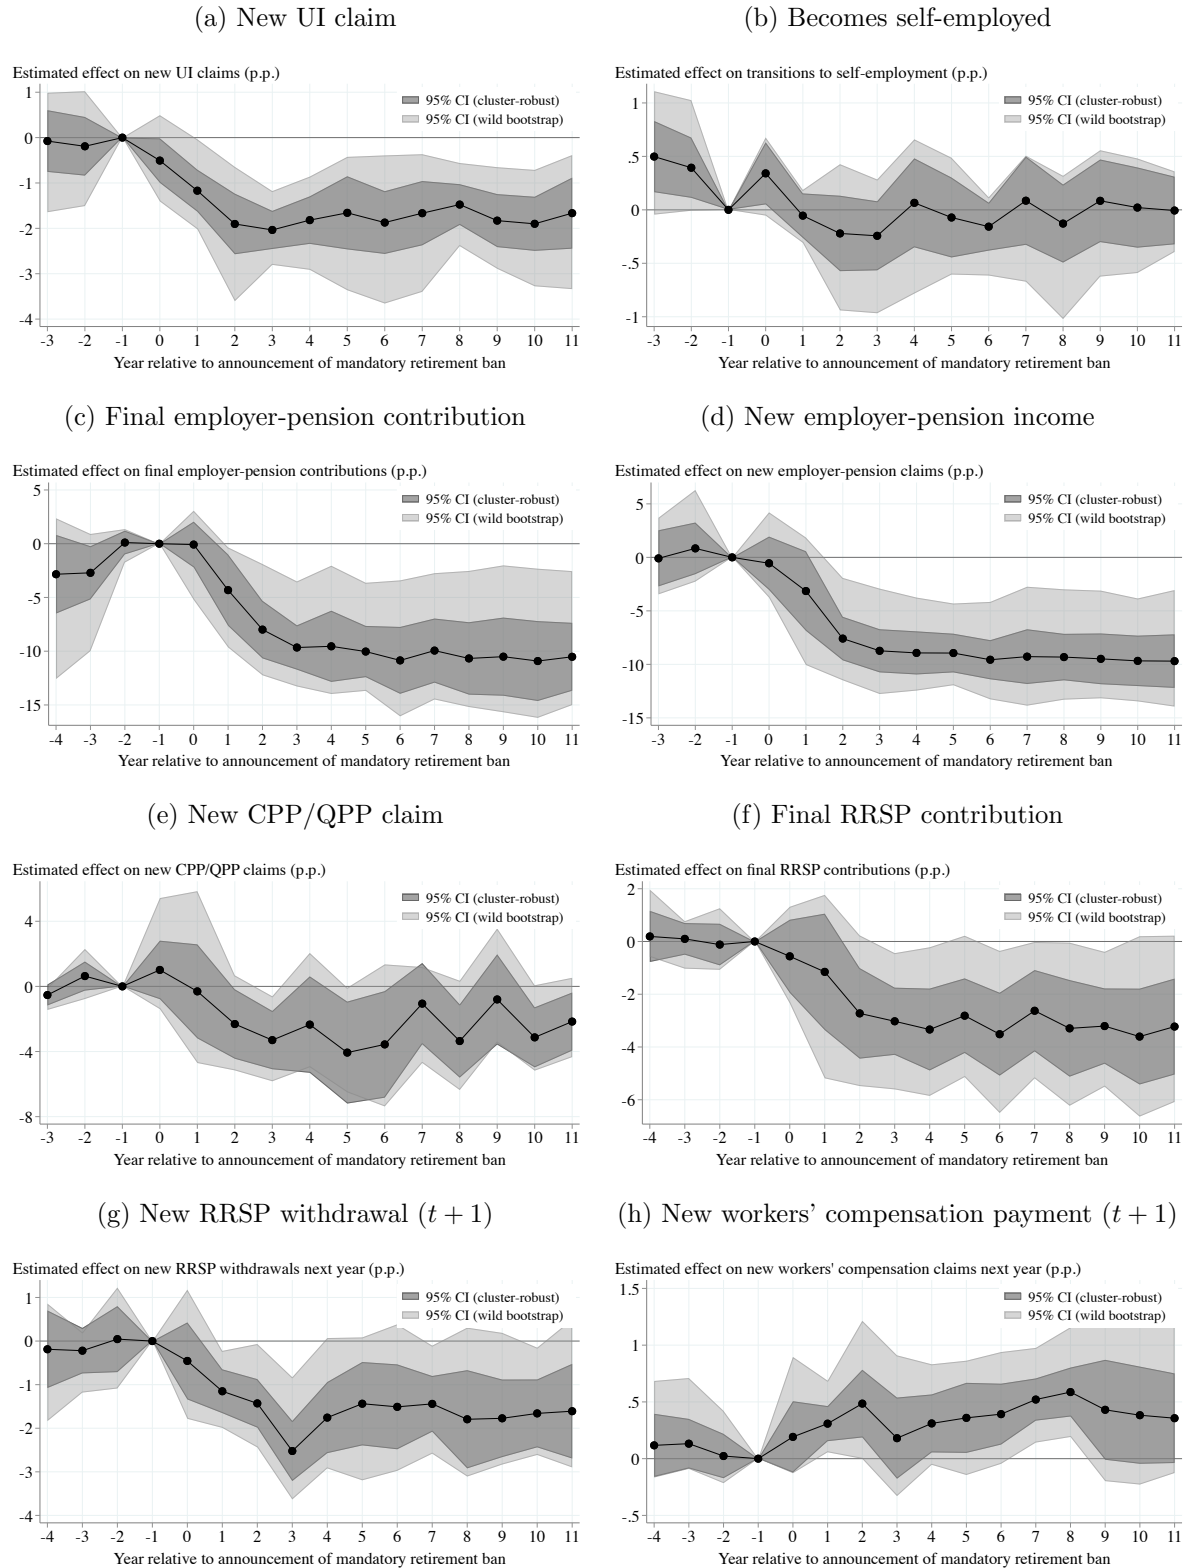 (a) New UI claim
Estimated effect on new UI claims (p.p.)
95% CI (cluster-robust)
95% CI (wild bootstrap)
1
0
-1
-2
-3
-4
-3 -2 -1 0 1 2 3 4 5 6 7 8 9 10 11
Year relative to announcement of mandatory retirement ban
(b) Becomes self-employed
Estimated effect on transitions to self-employment (p.p.)
95% CI (cluster-robust)
95% CI (wild bootstrap)
1
.5
0
-.5
-1
-3 -2 -1 0 1 2 3 4 5 6 7 8 9 10 11
Year relative to announcement of mandatory retirement ban
(c) Final employer-pension contribution
Estimated effect on final employer-pension contributions (p.p.)
95% CI (cluster-robust)
95% CI (wild bootstrap)
5
0
-5
-10
-15
-4 -3 -2 -1 0 1 2 3 4 5 6 7 8 9 10 11
Year relative to announcement of mandatory retirement ban
(d) New employer-pension income
Estimated effect on new employer-pension claims (p.p.)
95% CI (cluster-robust)
95% CI (wild bootstrap)
5
0
-5
-10
-15
-3 -2 -1 0 1 2 3 4 5 6 7 8 9 10 11
Year relative to announcement of mandatory retirement ban
(e) New CPP/QPP claim
Estimated effect on new CPP/QPP claims (p.p.)
95% CI (cluster-robust)
95% CI (wild bootstrap)
4
0
-4
-8
-3 -2 -1 0 1 2 3 4 5 6 7 8 9 10 11
Year relative to announcement of mandatory retirement ban
(f) Final RRSP contribution
Estimated effect on final RRSP contributions (p.p.)
95% CI (cluster-robust)
95% CI (wild bootstrap)
2
0
-2
-4
-6
-4 -3 -2 -1 0 1 2 3 4 5 6 7 8 9 10 11
Year relative to announcement of mandatory retirement ban
(g) New RRSP withdrawal (t + 1)
Estimated effect on new RRSP withdrawals next year (p.p.)
95% CI (cluster-robust)
95% CI (wild bootstrap)
1
0
-1
-2
-3
-4
-4 -3 -2 -1 0 1 2 3 4 5 6 7 8 9 10 11
Year relative to announcement of mandatory retirement ban
(h) New workers' compensation payment (t + 1)
Estimated effect on new workers' compensation claims next year (p.p.)
95% CI (cluster-robust)
95% CI (wild bootstrap)
1.5
1
.5
0
-.5
-4 -3 -2 -1 0 1 2 3 4 5 6 7 8 9 10 11
Year relative to announcement of mandatory retirement ban